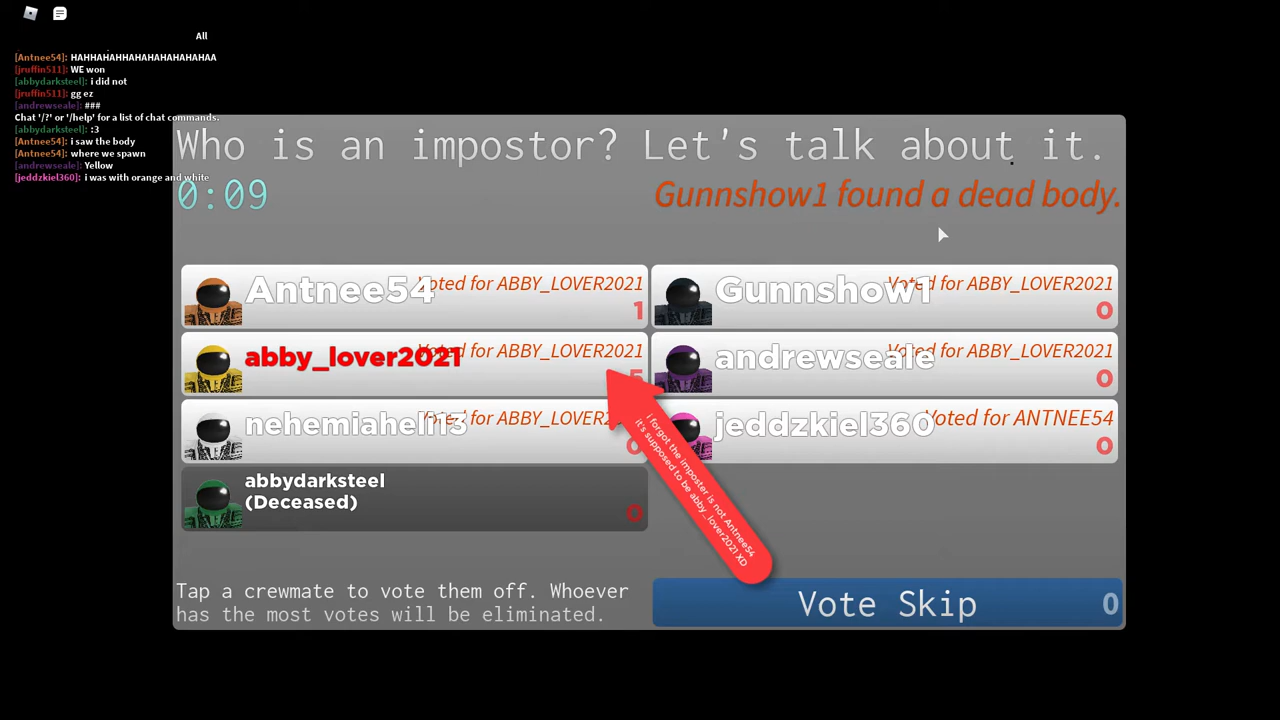 All
[Antnee54]: HAHHAHAHHAHAHAHAHAHAA
[jruffin511]: WE won
[abbydarksteel]: i did not
[jruffin511]: gg ez
[andrewseale]: ###
Chat '/?' or '/help' for a list of chat commands.
[abbydarksteel]: :3
[Antnee54]: i saw the body
[Antnee54]: where we spawn
[andrewseale]: Yellow
[jeddzkiel360]: i was with orange and white
Who is an impostor? Let's talk about it.
0:09
Gunnshow1 found a dead body.
Antnee54
Voted for ABBY_LOVER2021
1
Gunnshow1
Voted for ABBY_LOVER2021
0
abby_lover2021
Voted for ABBY_LOVER2021
5
andrewseale
Voted for ABBY_LOVER2021
0
Voted for ABBY_LOVER2021
0
jeddzkiel360
Voted for ANTNEE54
0
abbydarksteel
(Deceased)
0
i forgot the imposter is not Antnee54
it's supposed to be abby_lover2021 XD
Tap a crewmate to vote them off. Whoever
has the most votes will be eliminated.
Vote Skip
0